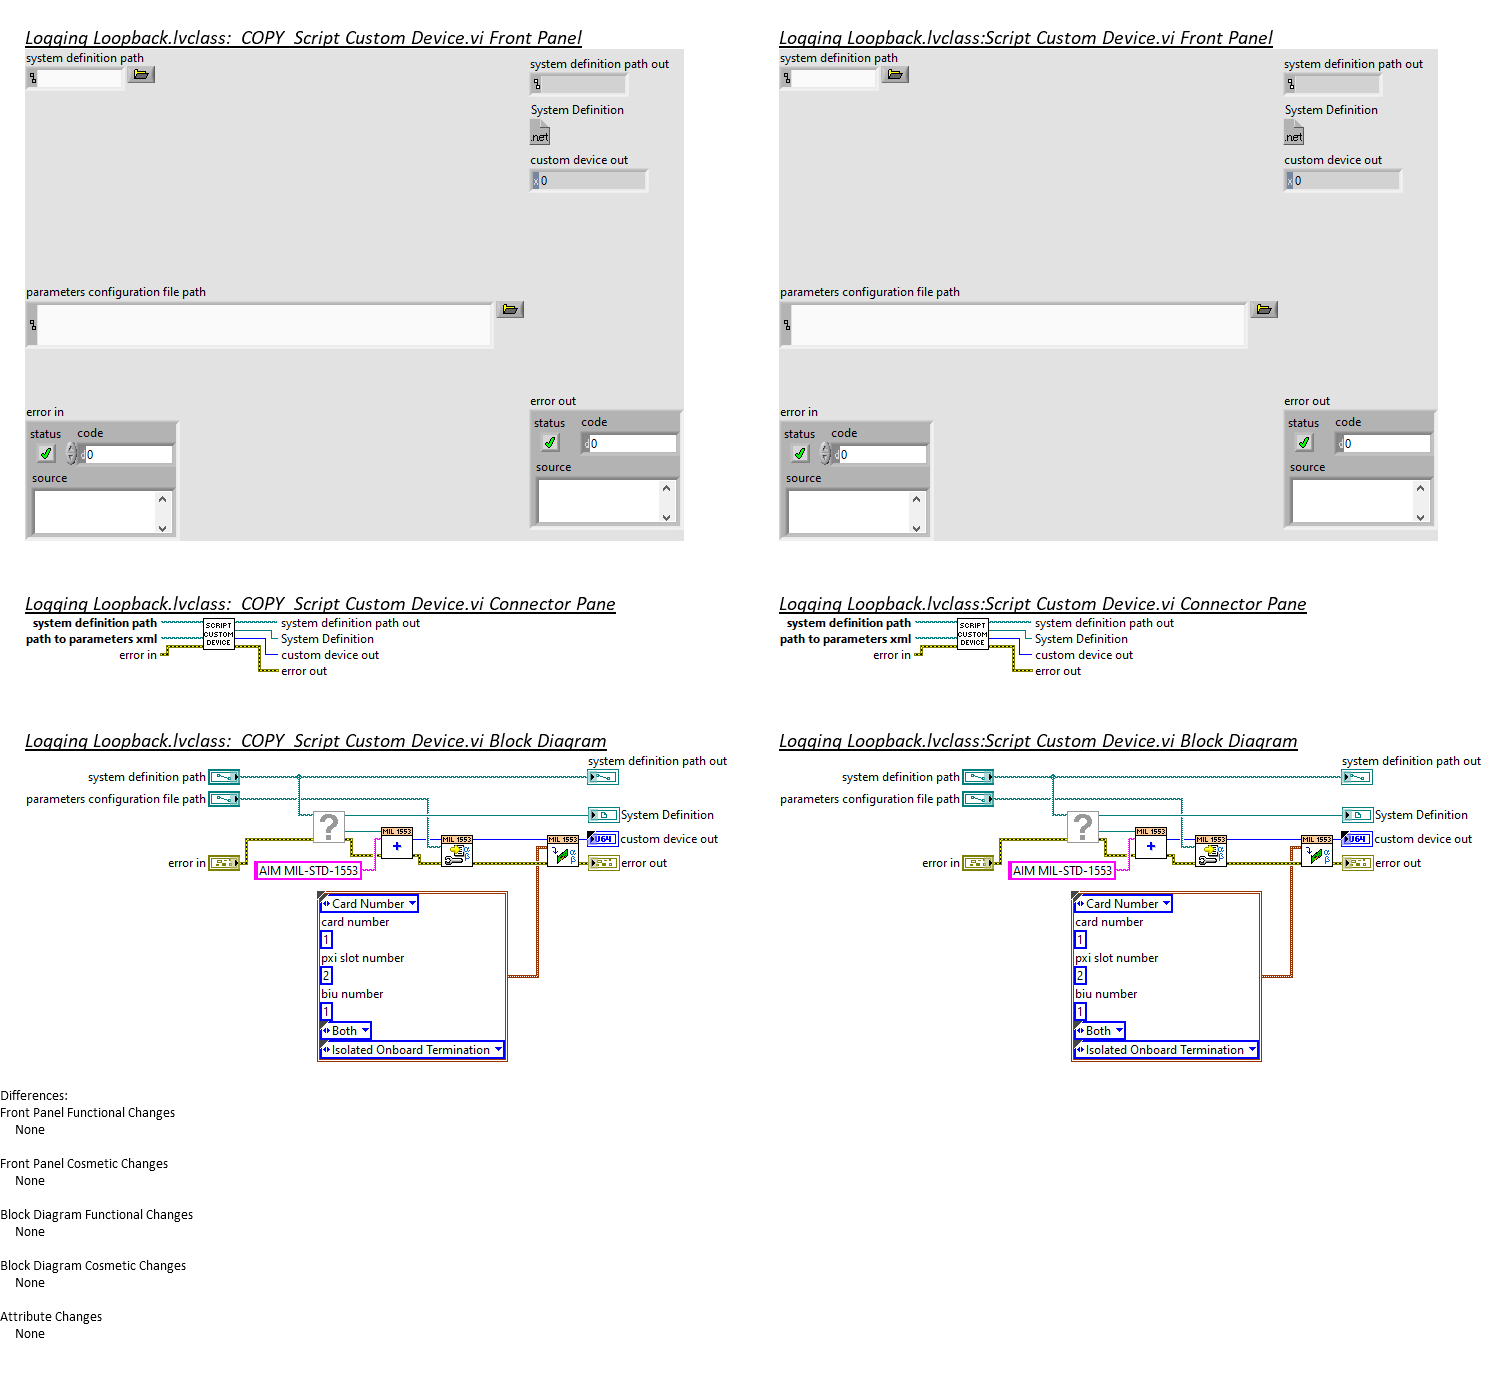 Logging Loopback.lvclass:_COPY_Script Custom Device.vi Front Panel
system definition path
system definition path out
System Definition
.net
custom device out
x 0
parameters configuration file path
error out
error in
status code
d 0
source
status code
d 0
source
Logging Loopback.lvclass:Script Custom Device.vi Front Panel
system definition path
system definition path out
System Definition
.net
custom device out
x 0
parameters configuration file path
error out
error in
status code
d 0
source
status code
d 0
source
Logging Loopback.lvclass:_COPY_Script Custom Device.vi Connector Pane
system definition path
SCRIPT
CUSTOM
DEVICE
system definition path out
path to parameters xml
System Definition
error in
custom device out
error out
Logging Loopback.lvclass:Script Custom Device.vi Connector Pane
system definition path
SCRIPT
CUSTOM
DEVICE
system definition path out
path to parameters xml
System Definition
error in
custom device out
error out
Logging Loopback.lvclass:_COPY_Script Custom Device.vi Block Diagram
system definition path out
system definition path
parameters configuration file path
System Definition
?
MIL 1553
MIL 1553
MIL 1553
U64
custom device out
error in
error out
AIM MIL-STD-1553
Card Number
card number
1
pxi slot number
2
biu number
1
Both
Isolated Onboard Termination
Logging Loopback.lvclass:Script Custom Device.vi Block Diagram
system definition path out
system definition path
parameters configuration file path
System Definition
?
MIL 1553
MIL 1553
MIL 1553
U64
custom device out
error in
error out
AIM MIL-STD-1553
Card Number
card number
1
pxi slot number
2
biu number
1
Both
Isolated Onboard Termination
Differences:
Front Panel Functional Changes
None
Front Panel Cosmetic Changes
None
Block Diagram Functional Changes
None
Block Diagram Cosmetic Changes
None
Attribute Changes
None